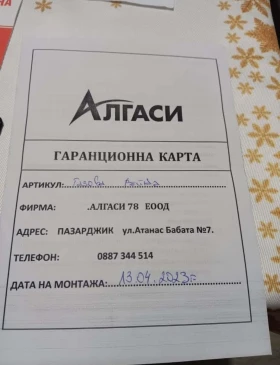 АЛГАСИ
ГАРАНЦИОННА КАРТА
АРТИКУЛ: Газови
ФИРМА: .АЛГАСИ 78 ЕООД
АДРЕС: ПАЗАРДЖИК ул.Атанас Бабата №7.
ТЕЛЕФОН: 0887 344 514
ДАТА НА МОНТАЖА: 13.04.2023г